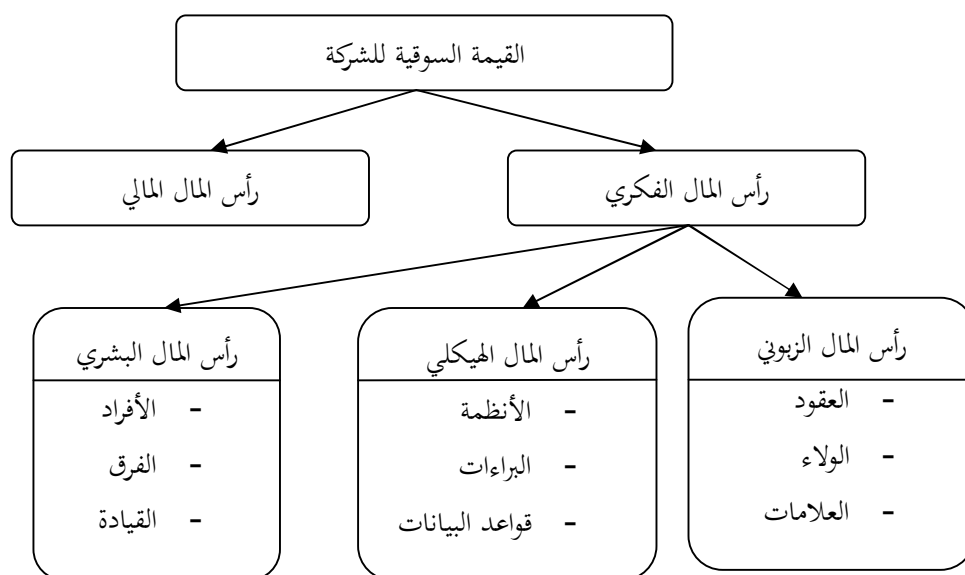 القيمة السوقية للشركة
رأس المال الفكري
رأس المال المالي
رأس المال الزبوني
- العقود
- الولاء
- العلامات
رأس المال الهيكلي
- الأنظمة
- البراءات
- قواعد البيانات
رأس المال البشري
- الأفراد
- الفرق
- القيادة